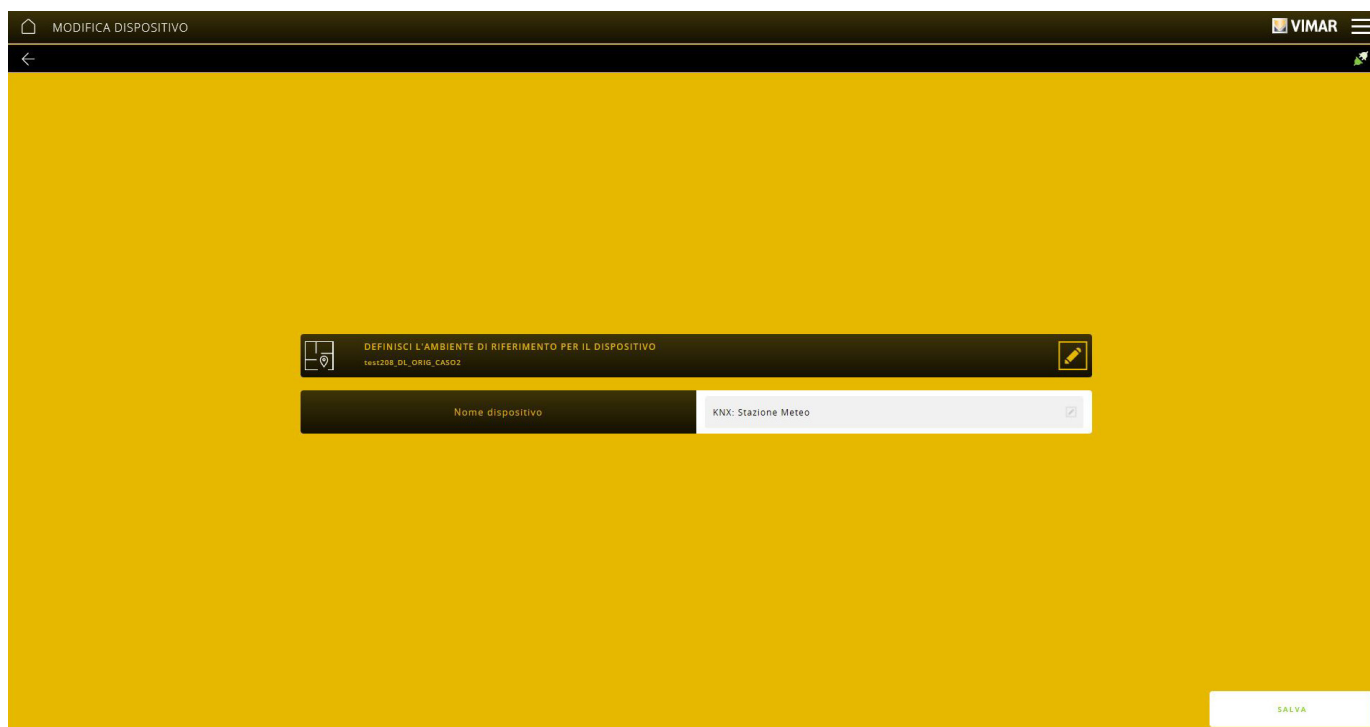 MODIFICA DISPOSITIVO
VIMAR
DEFINISCI L'AMBIENTE DI RIFERIMENTO PER IL DISPOSITIVO
test208_DL_ORIG_CASO2
Nome dispositivo
KNX: Stazione Meteo
SALVA